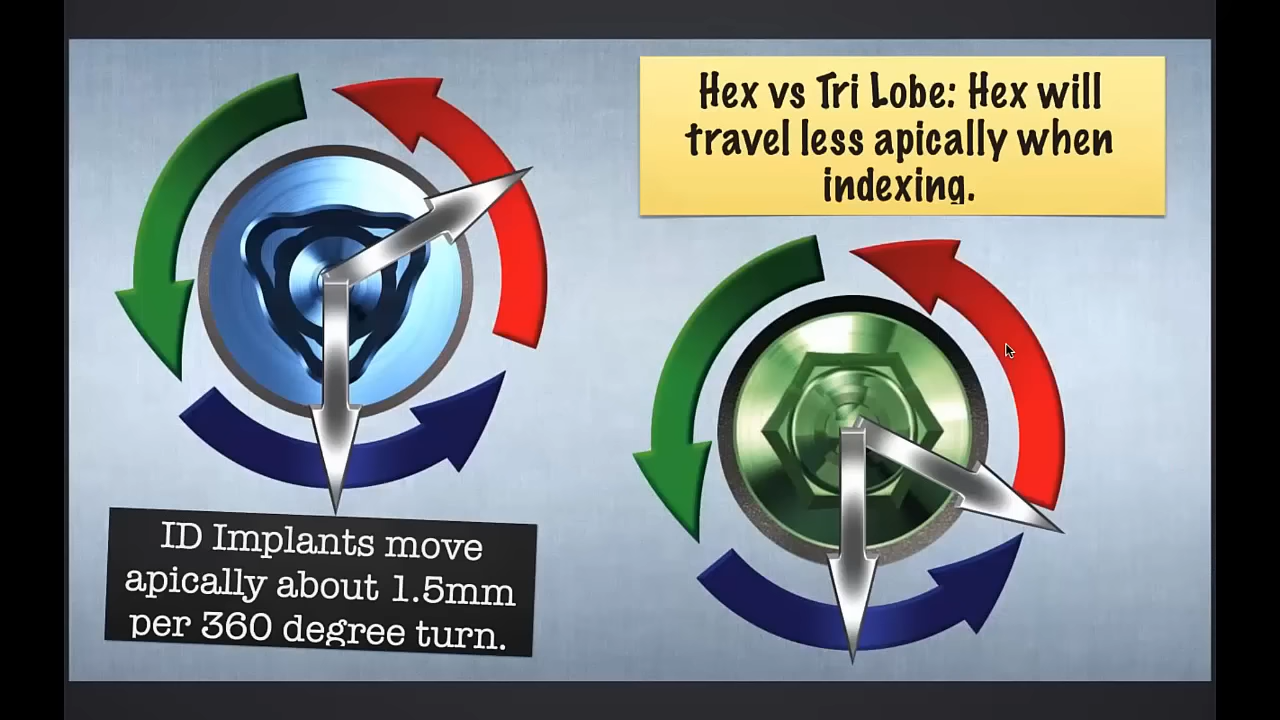 Hex vs Tri Lobe: Hex will
travel less apically when
indexing.
ID Implants move
apically about 1.5mm
per 360 degree turn.